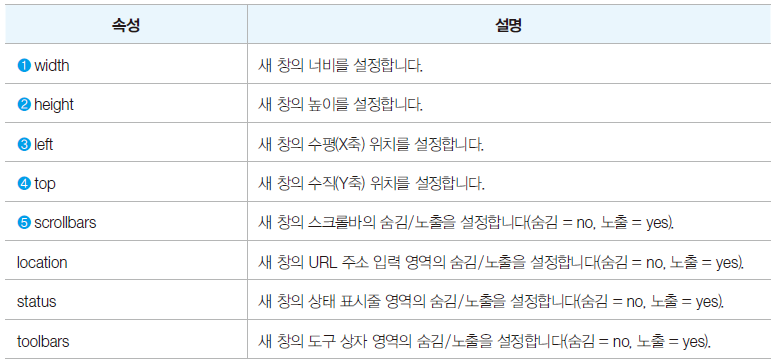 속성 설명
❶ width 새 창의 너비를 설정합니다.
❷ height 새 창의 높이를 설정합니다.
❸ left 새 창의 수평(X축) 위치를 설정합니다.
❹ top 새 창의 수직(Y축) 위치를 설정합니다.
❺ scrollbars 새 창의 스크롤바의 숨김/노출을 설정합니다(숨김 = no, 노출 = yes).
location 새 창의 URL 주소 입력 영역의 숨김/노출을 설정합니다(숨김 = no, 노출 = yes).
status 새 창의 상태 표시줄 영역의 숨김/노출을 설정합니다(숨김 = no, 노출 = yes).
toolbars 새 창의 도구 상자 영역의 숨김/노출을 설정합니다(숨김 = no, 노출 = yes).